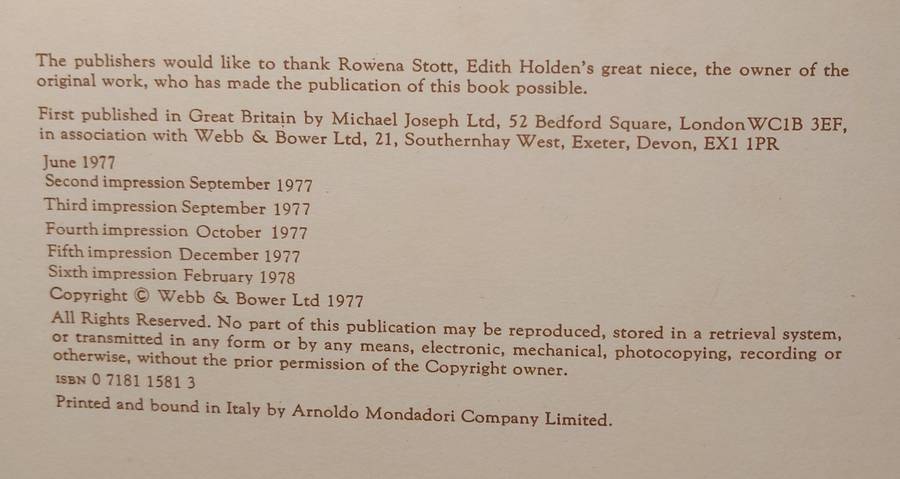 The publishers would like to thank Rowena Stott, Edith Holden's great niece, the owner of the
original work, who has made the publication of this book possible.
First published in Great Britain by Michael Joseph Ltd, 52 Bedford Square, London WC1B 3EF,
in association with Webb & Bower Ltd, 21, Southernhay West, Exeter, Devon, EX1 1PR
June 1977
Second impression September 1977
Third impression September 1977
Fourth impression October 1977
Fifth impression December 1977
Sixth impression February 1978
Copyright © Webb & Bower Ltd 1977
All Rights Reserved. No part of this publication may be reproduced, stored in a retrieval system,
or transmitted in any form or by any means, electronic, mechanical, photocopying, recording or
otherwise, without the prior permission of the Copyright owner.
ISBN 0 7181 1581 3
Printed and bound in Italy by Arnoldo Mondadori Company Limited.